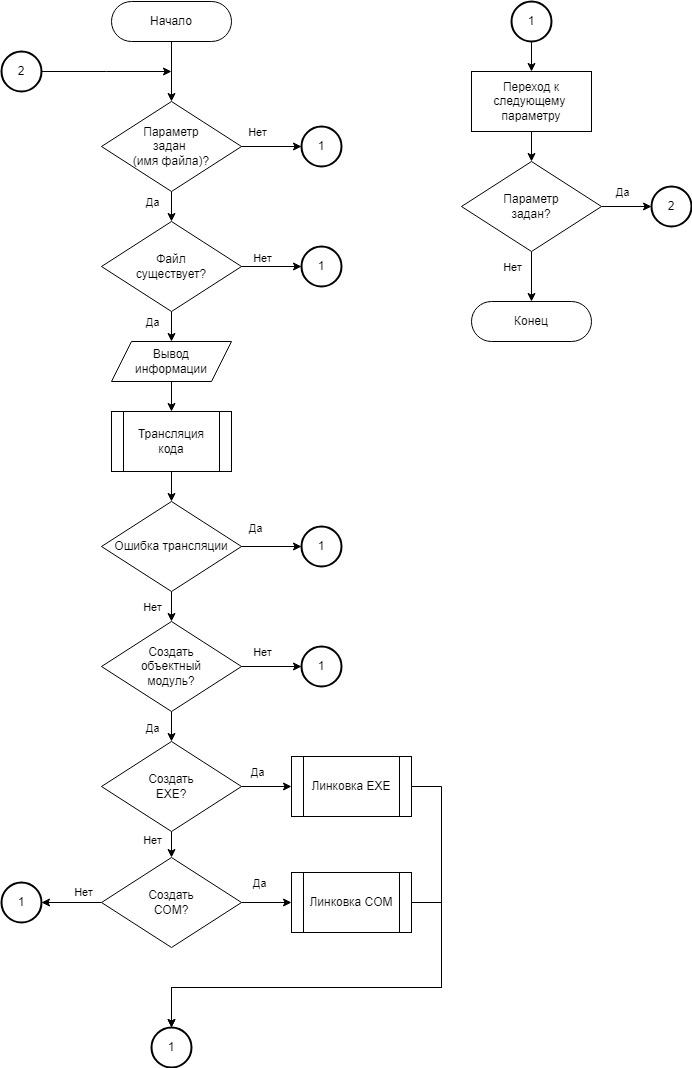 Начало
2
Параметр
задан
(имя файла)?
Нет
1
Да
Файл
существует?
Нет
1
Да
Вывод
информации
Трансляция
кода
Ошибка трансляции
Да
1
Нет
Создать
объектный
модуль?
Нет
1
Да
Создать
EXE?
Да
Линковка EXE
Нет
Создать
COM?
Нет
1
Да
Линковка COM
1
1
Переход к
следующему
параметру
Параметр
задан?
Да
2
Нет
Конец